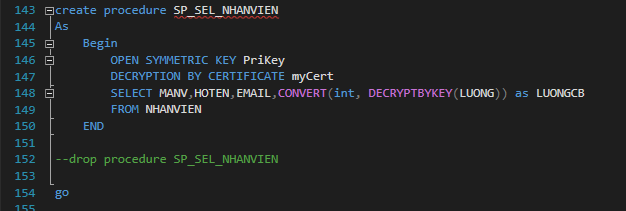 143 create procedure SP_SEL_NHANVIEN
144 As
145 Begin
146 OPEN SYMMETRIC KEY PriKey
147 DECRYPTION BY CERTIFICATE myCert
148 SELECT MANV,HOTEN,EMAIL,CONVERT(int, DECRYPTBYKEY(LUONG)) as LUONGCB
149 FROM NHANVIEN
150 END
151
152 --drop procedure SP_SEL_NHANVIEN
153
154 go
155